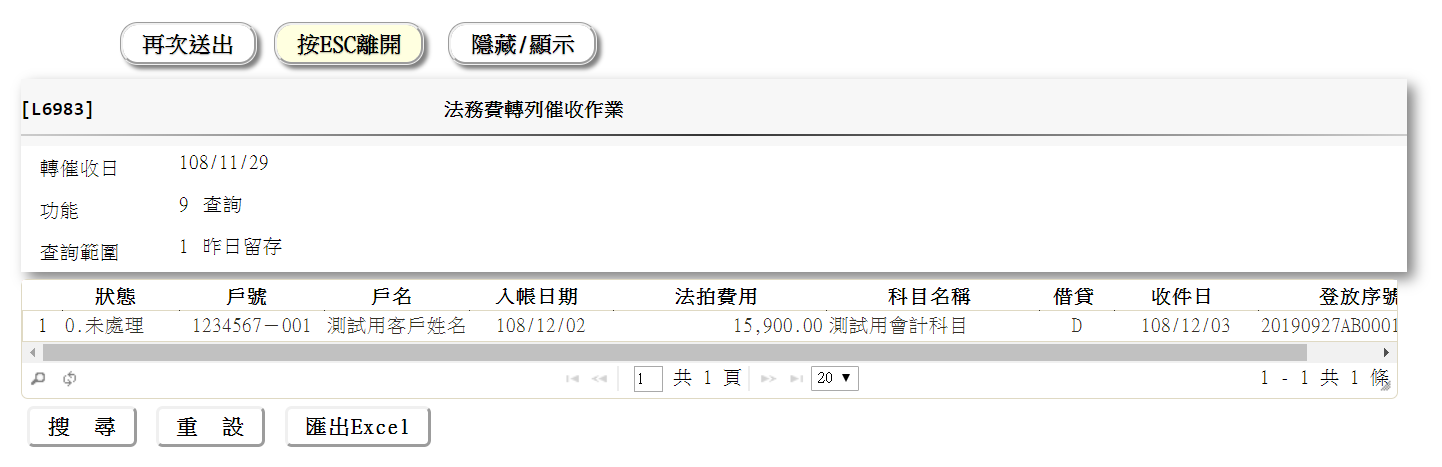 再次送出 按ESC離開 隱藏/顯示
[L6983] 法務費轉列催收作業
轉催收日 108/11/29
功能 9 查詢
查詢範圍 1 昨日留存
狀態 戶號 戶名 入帳日期 法拍費用 科目名稱 借貸 收件日 登放序號
1 0.未處理 1234567－001 測試用客戶姓名 108/12/02 15,900.00 測試用會計科目 D 108/12/03 20190927AB0001
1 共 1 頁 20 1 - 1 共 1 條
搜 尋 重 設 匯出Excel